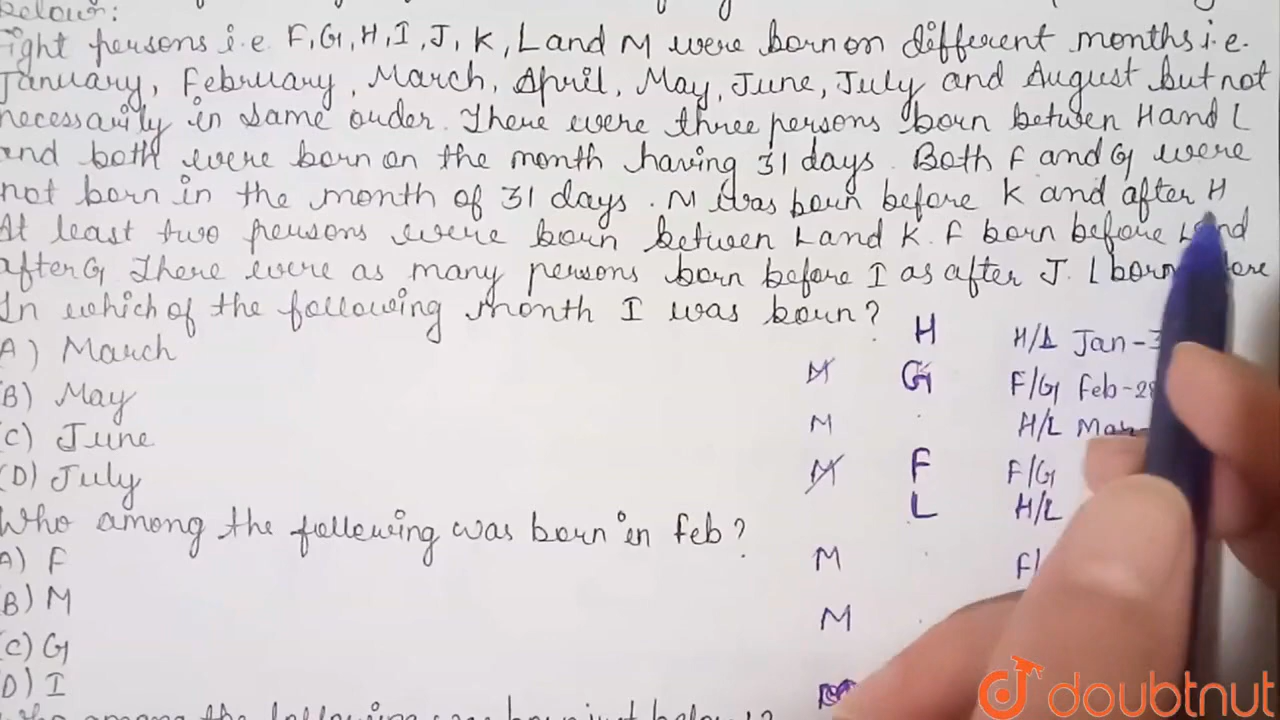 Below:
Eight persons i.e. F, G, H, I, J, K, L and M were born on different months i.e.
January, February, March, April, May, June, July and August but not
necessarily in same order. There were three persons born between H and L
and both were born on the month having 31 days. Both F and G were
not born in the month of 31 days. M was born before K and after H
At least two persons were born between L and K. F born before L and
after G. There were as many persons born before I as after J. L born
In which of the following month I was born?
A) March
(B) May
(C) June
(D) July
Who among the following was born in feb?
A) F
(B) M
(C) G
(D) I
H H/L Jan-3
M G F/G Feb-28
M H/L Mar-
M F F/G
L H/L
M F/
M
doubtnut